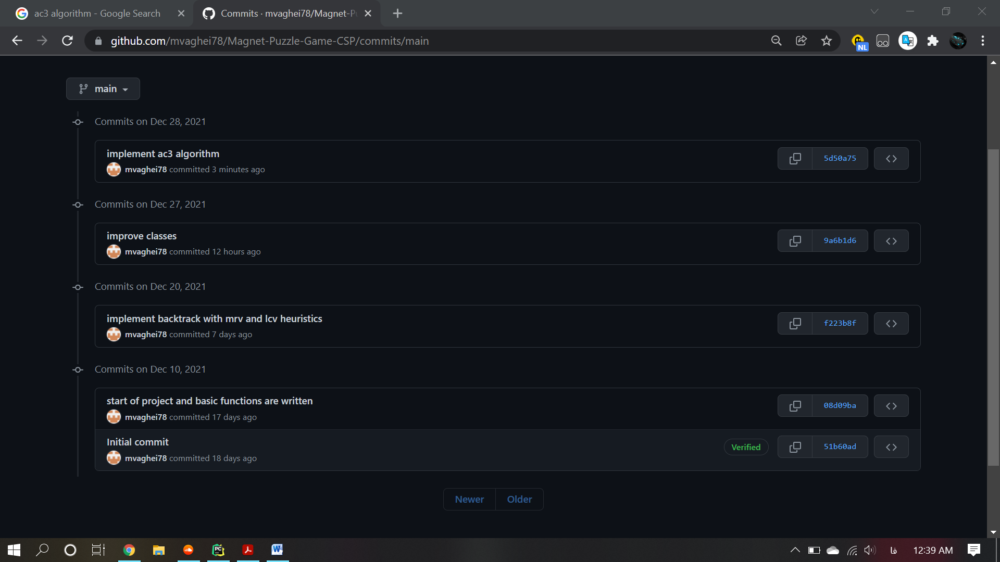 ac3 algorithm - Google Search
Commits · mvaghei78/Magnet-P
github.com/mvaghei78/Magnet-Puzzle-Game-CSP/commits/main
NL
main
Commits on Dec 28, 2021
implement ac3 algorithm
5d50a75
mvaghei78 committed 3 minutes ago
Commits on Dec 27, 2021
improve classes
9a6b1d6
mvaghei78 committed 12 hours ago
Commits on Dec 20, 2021
implement backtrack with mrv and lcv heuristics
f223b8f
mvaghei78 committed 7 days ago
Commits on Dec 10, 2021
start of project and basic functions are written
08d09ba
mvaghei78 committed 17 days ago
Initial commit
Verified
51b60ad
mvaghei78 committed 18 days ago
Newer
Older
PC
W
فا
12:39 AM